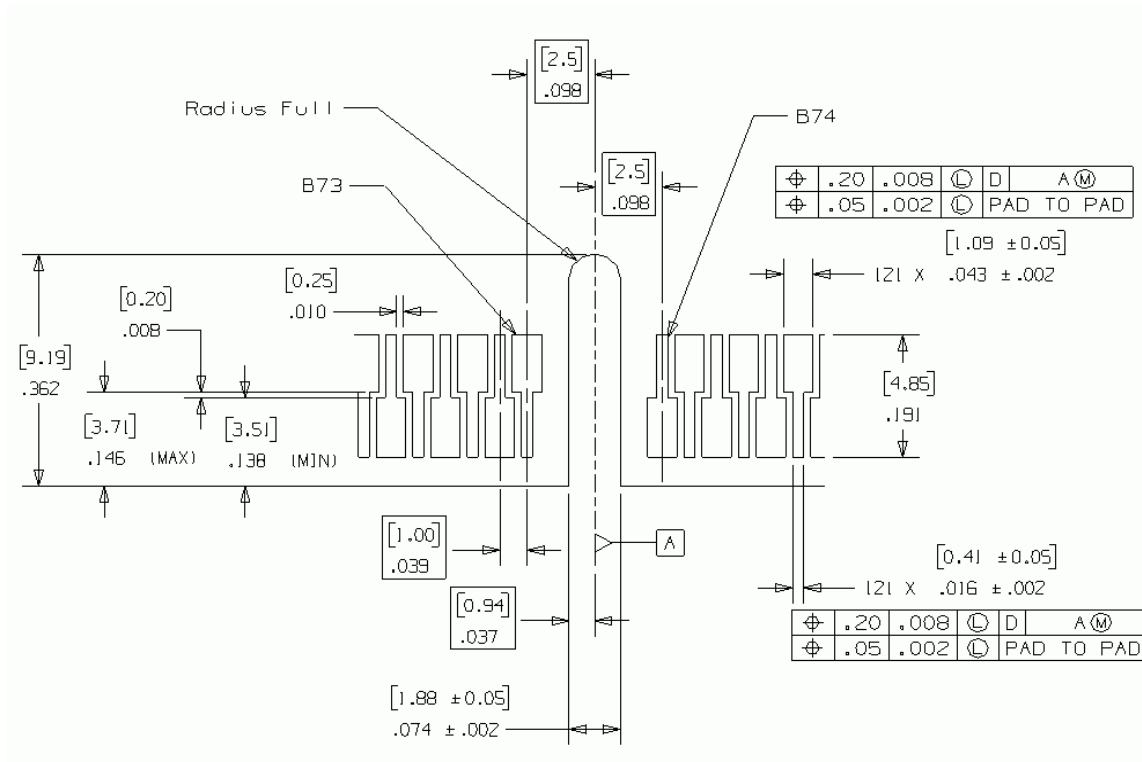 [2.5]
.098
Radius Full
B74
B73
[2.5]
.098
⌖ .20 .008 Ⓛ D A Ⓜ
⌖ .05 .002 Ⓛ PAD TO PAD
[1.09 ±0.05]
121 X .043 ±.002
[0.25]
.010
[0.20]
.008
[9.19]
.362
[4.85]
.191
[3.71]
.146 (MAX)
[3.51]
.138 (MIN)
[1.00]
.039
A
[0.41 ±0.05]
121 X .016 ±.002
[0.94]
.037
⌖ .20 .008 Ⓛ D A Ⓜ
⌖ .05 .002 Ⓛ PAD TO PAD
[1.88 ±0.05]
.074 ±.002